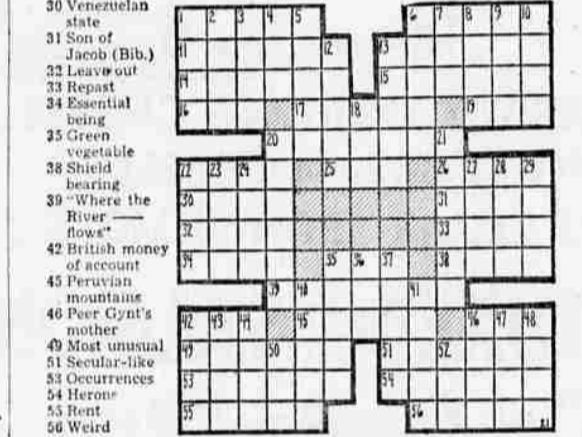 30 Venezuelan
state
31 Son of
Jacob (Bib.)
32 Leave out
33 Repast
34 Essential
being
35 Green
vegetable
38 Shield
bearing
39 "Where the
River ——
flows"
42 British money
of account
45 Peruvian
mountains
46 Peer Gynt's
mother
49 Most unusual
51 Secular-like
53 Occurrences
54 Herons
55 Rent
56 Weird
1 2 3 4 5 6 7 8 9 10
11 12 13
14 15
16 17 18 19
20 21
22 23 24 25 26 27 28 29
30 31
32 33
34 35 36 37 38
39 40 41
42 43 44 45 46 47 48
49 50 51 52
53 54
55 56